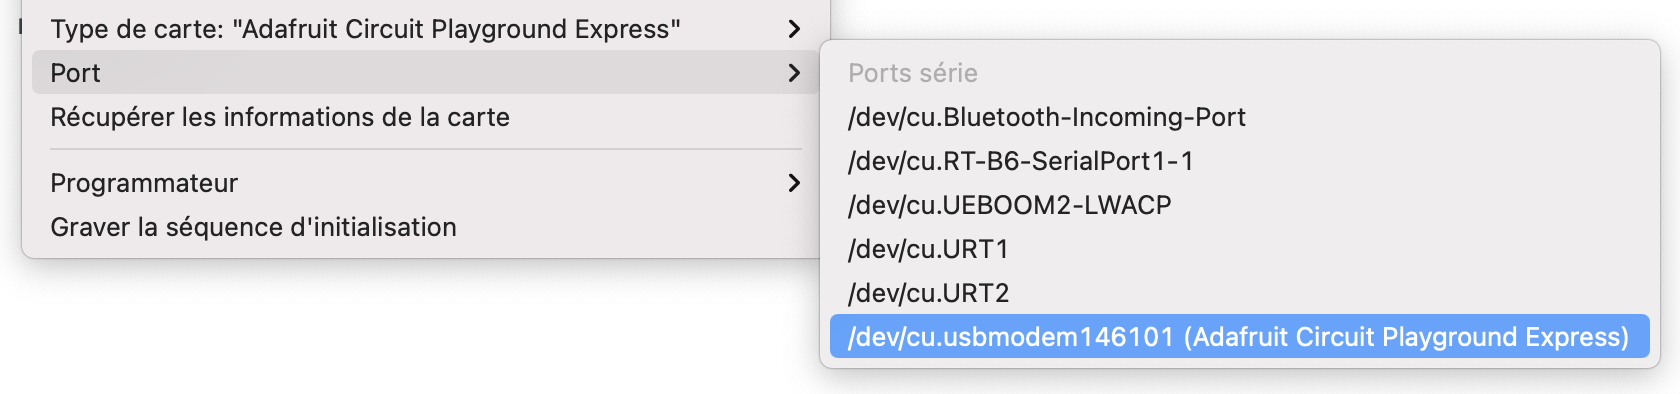 Type de carte: "Adafruit Circuit Playground Express"
Port
Récupérer les informations de la carte
Programmateur
Graver la séquence d'initialisation
Ports série
/dev/cu.Bluetooth-Incoming-Port
/dev/cu.RT-B6-SerialPort1-1
/dev/cu.UEBOOM2-LWACP
/dev/cu.URT1
/dev/cu.URT2
/dev/cu.usbmodem146101 (Adafruit Circuit Playground Express)